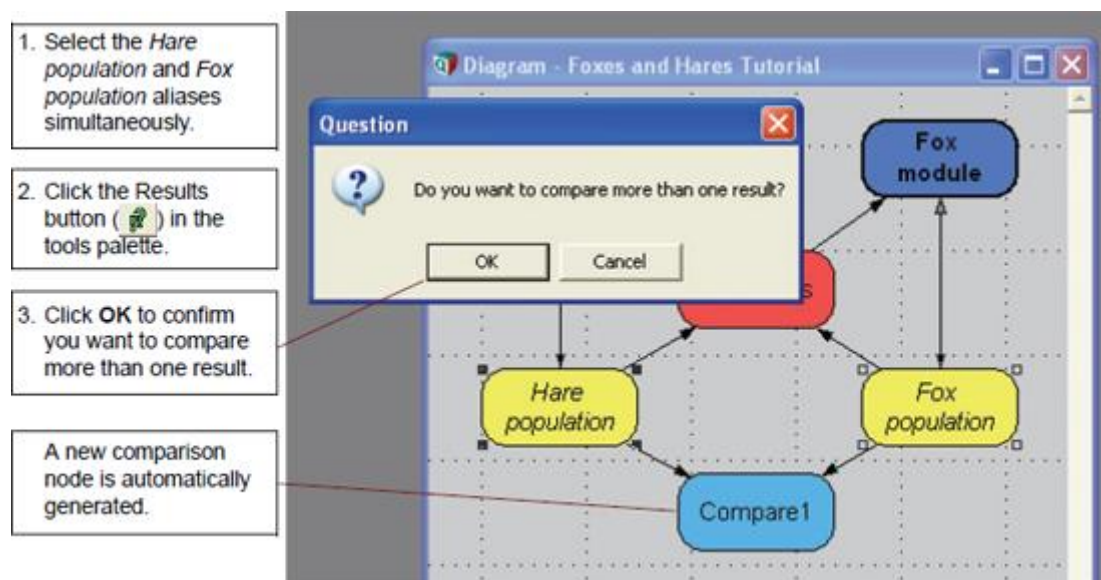 1. Select the Hare
population and Fox
population aliases
simultaneously.
2. Click the Results
button ( ) in the
tools palette.
3. Click OK to confirm
you want to compare
more than one result.
A new comparison
node is automatically
generated.
Diagram - Foxes and Hares Tutorial
Question
Do you want to compare more than one result?
OK
Cancel
Fox
module
s
Hare
population
Fox
population
Compare1